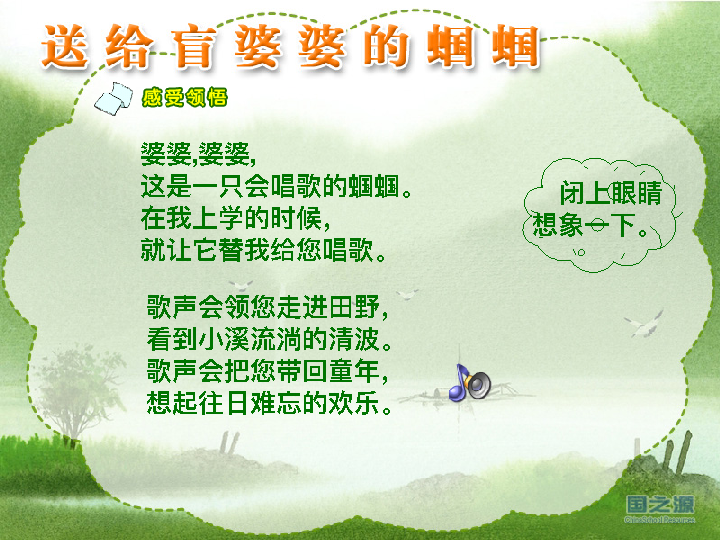 送给盲婆婆的蝈蝈
感受领悟
婆婆,婆婆,
这是一只会唱歌的蝈蝈。
在我上学的时候,
就让它替我给您唱歌。
歌声会领您走进田野,
看到小溪流淌的清波。
歌声会把您带回童年,
想起往日难忘的欢乐。
闭上眼睛
想象一下。
国之源
ChinaSchoolResources